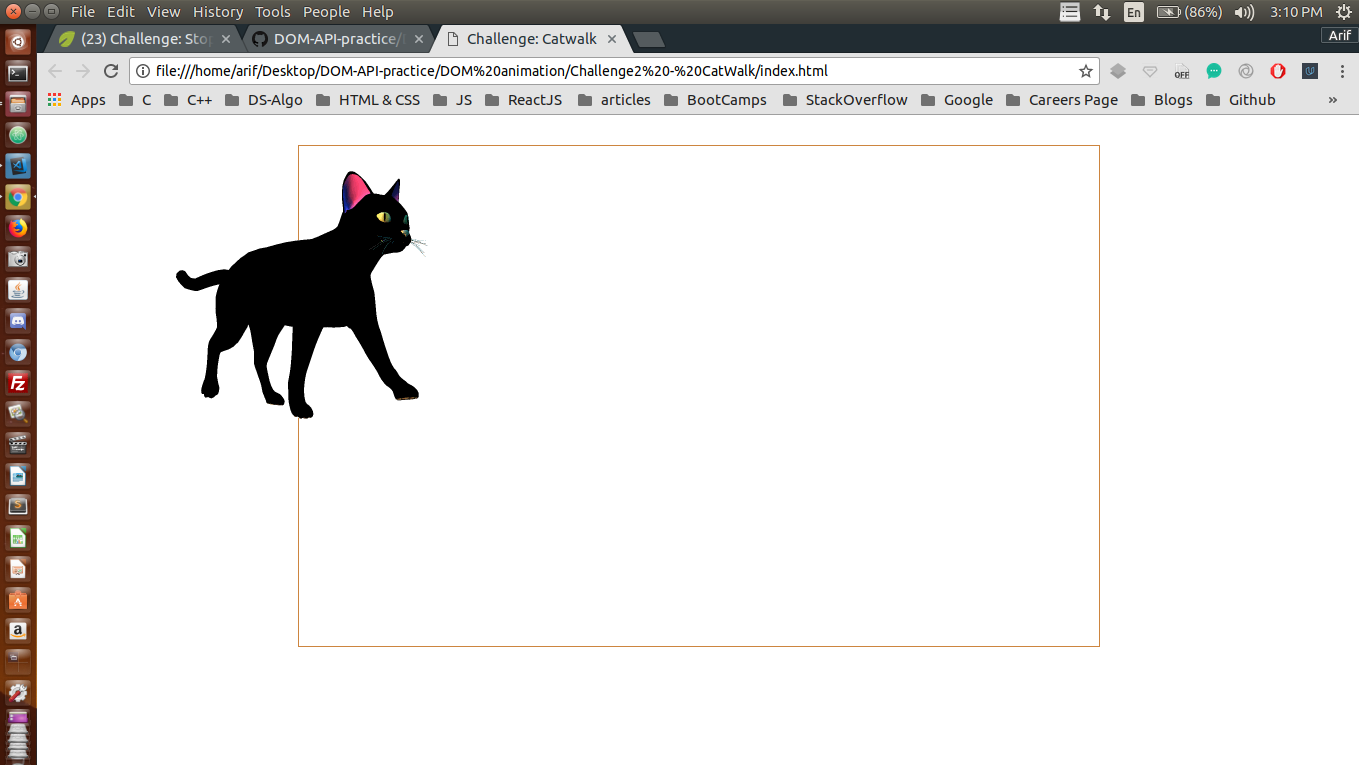 File Edit View History Tools People Help En (86%) 3:10 PM
(23) Challenge: Sto DOM-API-practice/ Challenge: Catwalk Arif
file:///home/arif/Desktop/DOM-API-practice/DOM%20animation/Challenge2%20-%20CatWalk/index.html OFF
Apps C C++ DS-Algo HTML & CSS JS ReactJS articles BootCamps StackOverflow Google Careers Page Blogs Github »